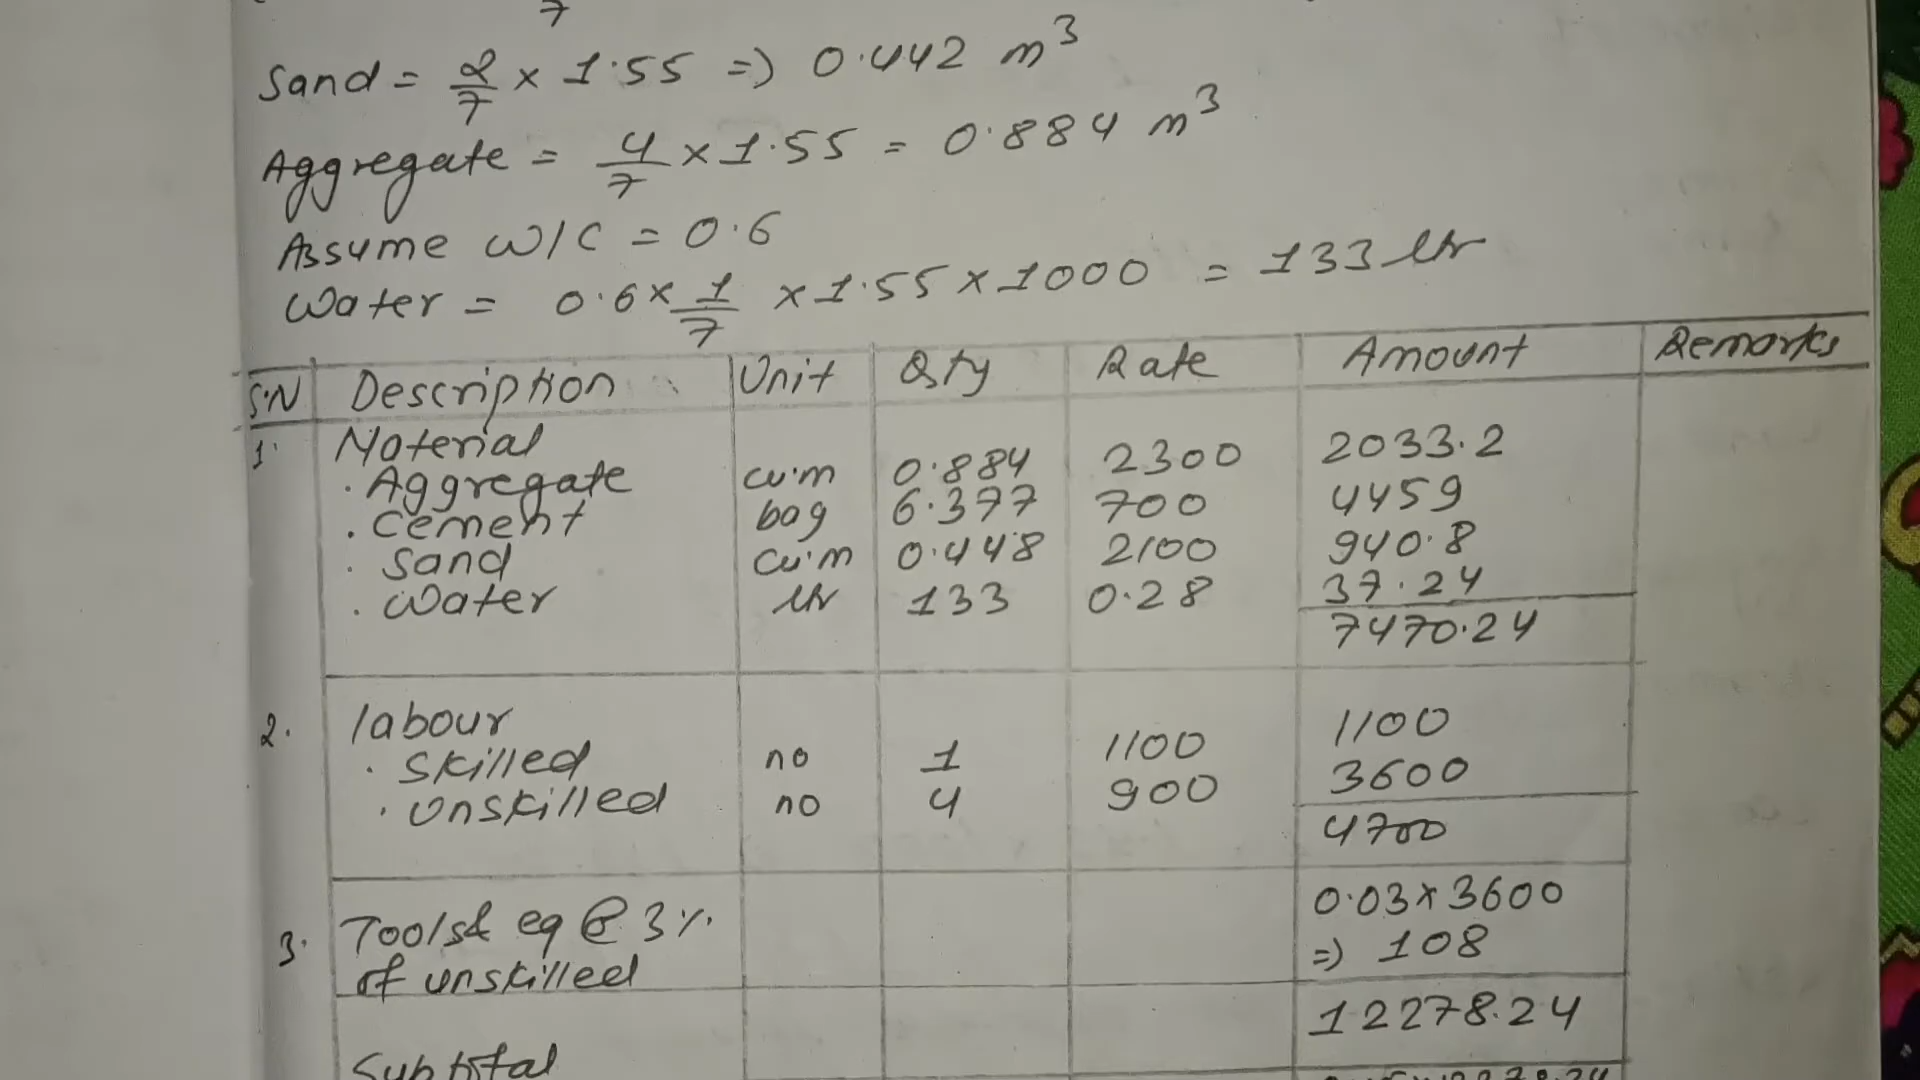 7
Sand = 2/7 × 1.55 => 0.442 m³
Aggregate = 4/7 × 1.55 = 0.884 m³
Assume W/C = 0.6
Water = 0.6 × 1/7 × 1.55 × 1000 = 133 ltr
S.N Description Unit Qty Rate Amount Remarks
1. Material
. Aggregate cu.m 0.884 2300 2033.2
. Cement bag 6.377 700 4459
. Sand cu.m 0.448 2100 940.8
. Water ltr 133 0.28 37.24
7470.24
2. labour
. Skilled no 1 1100 1100
. Unskilled no 4 900 3600
4700
3. Tools& eq @ 3%. 0.03×3600
of unskilled => 108
12278.24
Subtotal